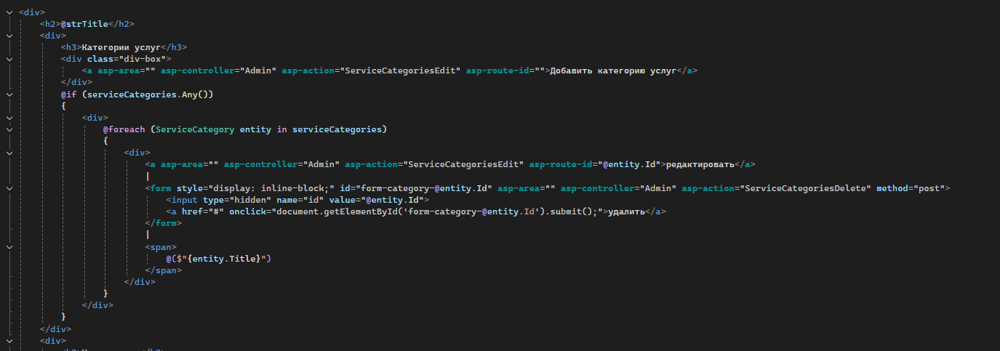 <div>
<h2>@strTitle</h2>
<div>
<h3>Категории услуг</h3>
<div class="div-box">
<a asp-area="" asp-controller="Admin" asp-action="ServiceCategoriesEdit" asp-route-id="">Добавить категорию услуг</a>
</div>
@if (serviceCategories.Any())
{
<div>
@foreach (ServiceCategory entity in serviceCategories)
{
<div>
<a asp-area="" asp-controller="Admin" asp-action="ServiceCategoriesEdit" asp-route-id="@entity.Id">редактировать</a>
|
<form style="display: inline-block;" id="form-category-@entity.Id" asp-area="" asp-controller="Admin" asp-action="ServiceCategoriesDelete" method="post">
<input type="hidden" name="id" value="@entity.Id">
<a href="#" onclick="document.getElementById('form-category-@entity.Id').submit();">удалить</a>
</form>
|
<span>
@($"{entity.Title}")
</span>
</div>
}
</div>
}
</div>
<div>